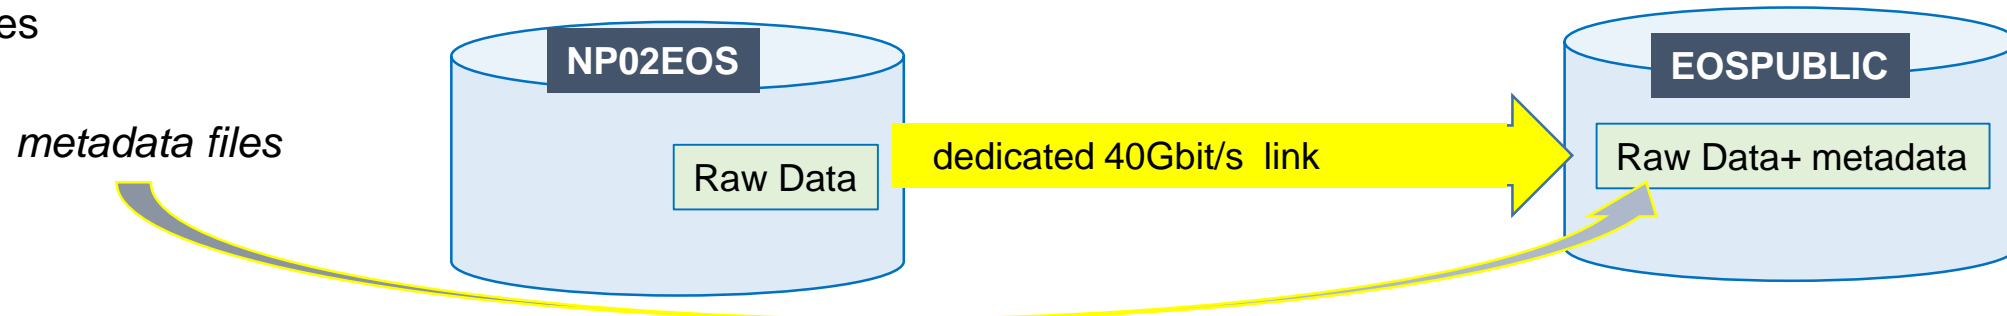 es
NP02EOS
EOSPUBLIC
metadata files
dedicated 40Gbit/s link
Raw Data+ metadata
Raw Data